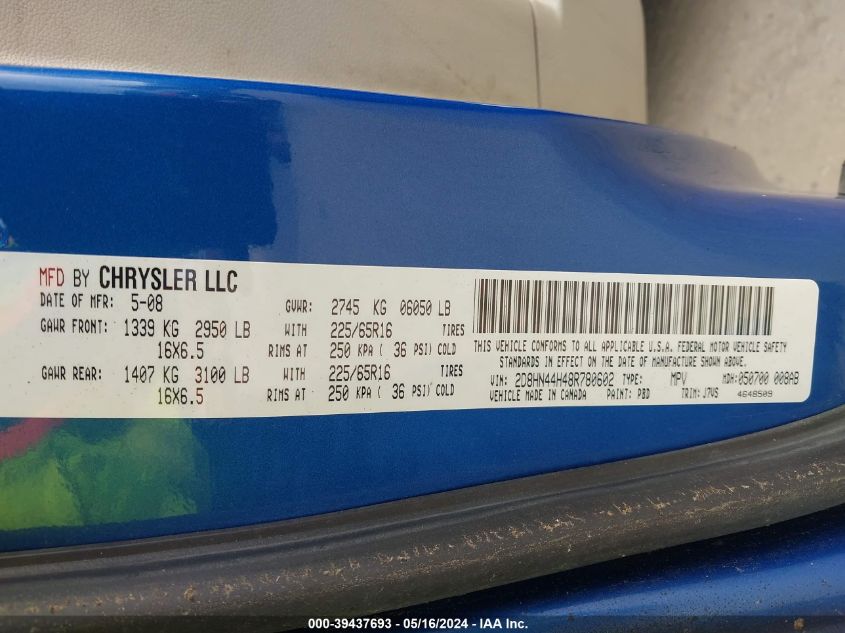 MFD BY CHRYSLER LLC
DATE OF MFR: 5-08 GVWR: 2745 KG 06050 LB
GAWR FRONT: 1339 KG 2950 LB WITH 225/65R16 TIRES
16X6.5 RIMS AT 250 KPA ( 36 PSI) COLD
GAWR REAR: 1407 KG 3100 LB WITH 225/65R16 TIRES
16X6.5 RIMS AT 250 KPA ( 36 PSI) COLD
THIS VEHICLE CONFORMS TO ALL APPLICABLE U.S.A. FEDERAL MOTOR VEHICLE SAFETY
STANDARDS IN EFFECT ON THE DATE OF MANUFACTURE SHOWN ABOVE.
VIN: 2D8HN44H48R780602 TYPE: MPV MDH: 050700 008AB
VEHICLE MADE IN CANADA PAINT: PBD TRIM: J7VS 4648509
000-39437693 - 05/16/2024 - IAA Inc.